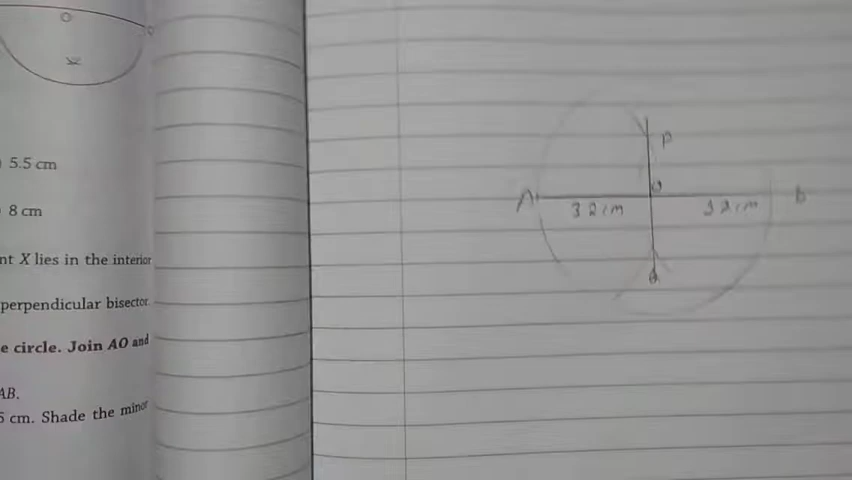 O
5.5 cm
8 cm
nt X lies in the interior
perpendicular bisector.
e circle. Join AO and
AB.
5 cm. Shade the minor
P
A
O
B
3.2 cm
3.2 cm
Q